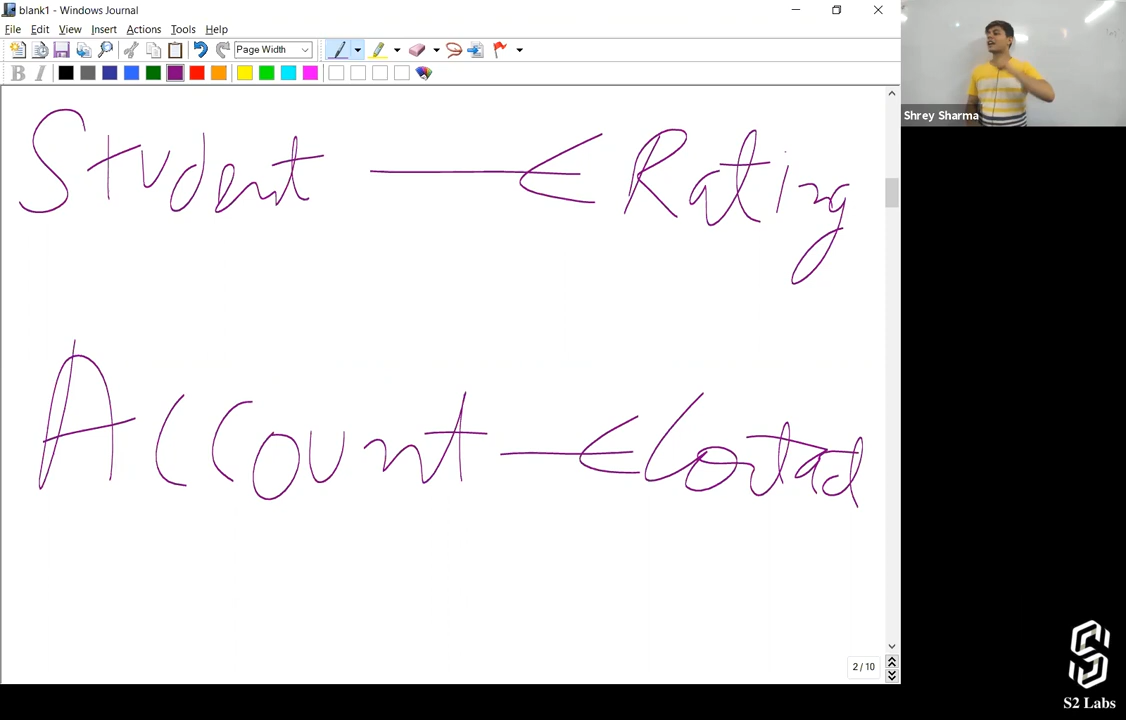 blank1 - Windows Journal
File Edit View Insert Actions Tools Help
Page Width
B I
Shrey Sharma
Student Rating
Account Contact
2 / 10
S2 Labs